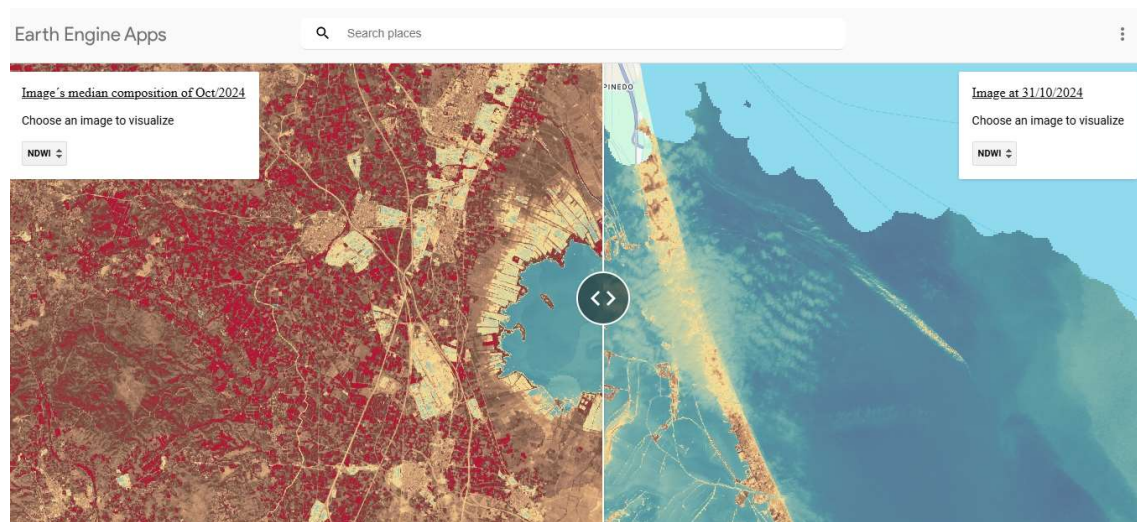 Earth Engine Apps
Search places
Image´s median composition of Oct/2024
Choose an image to visualize
NDWI
PINEDO
Image at 31/10/2024
Choose an image to visualize
NDWI